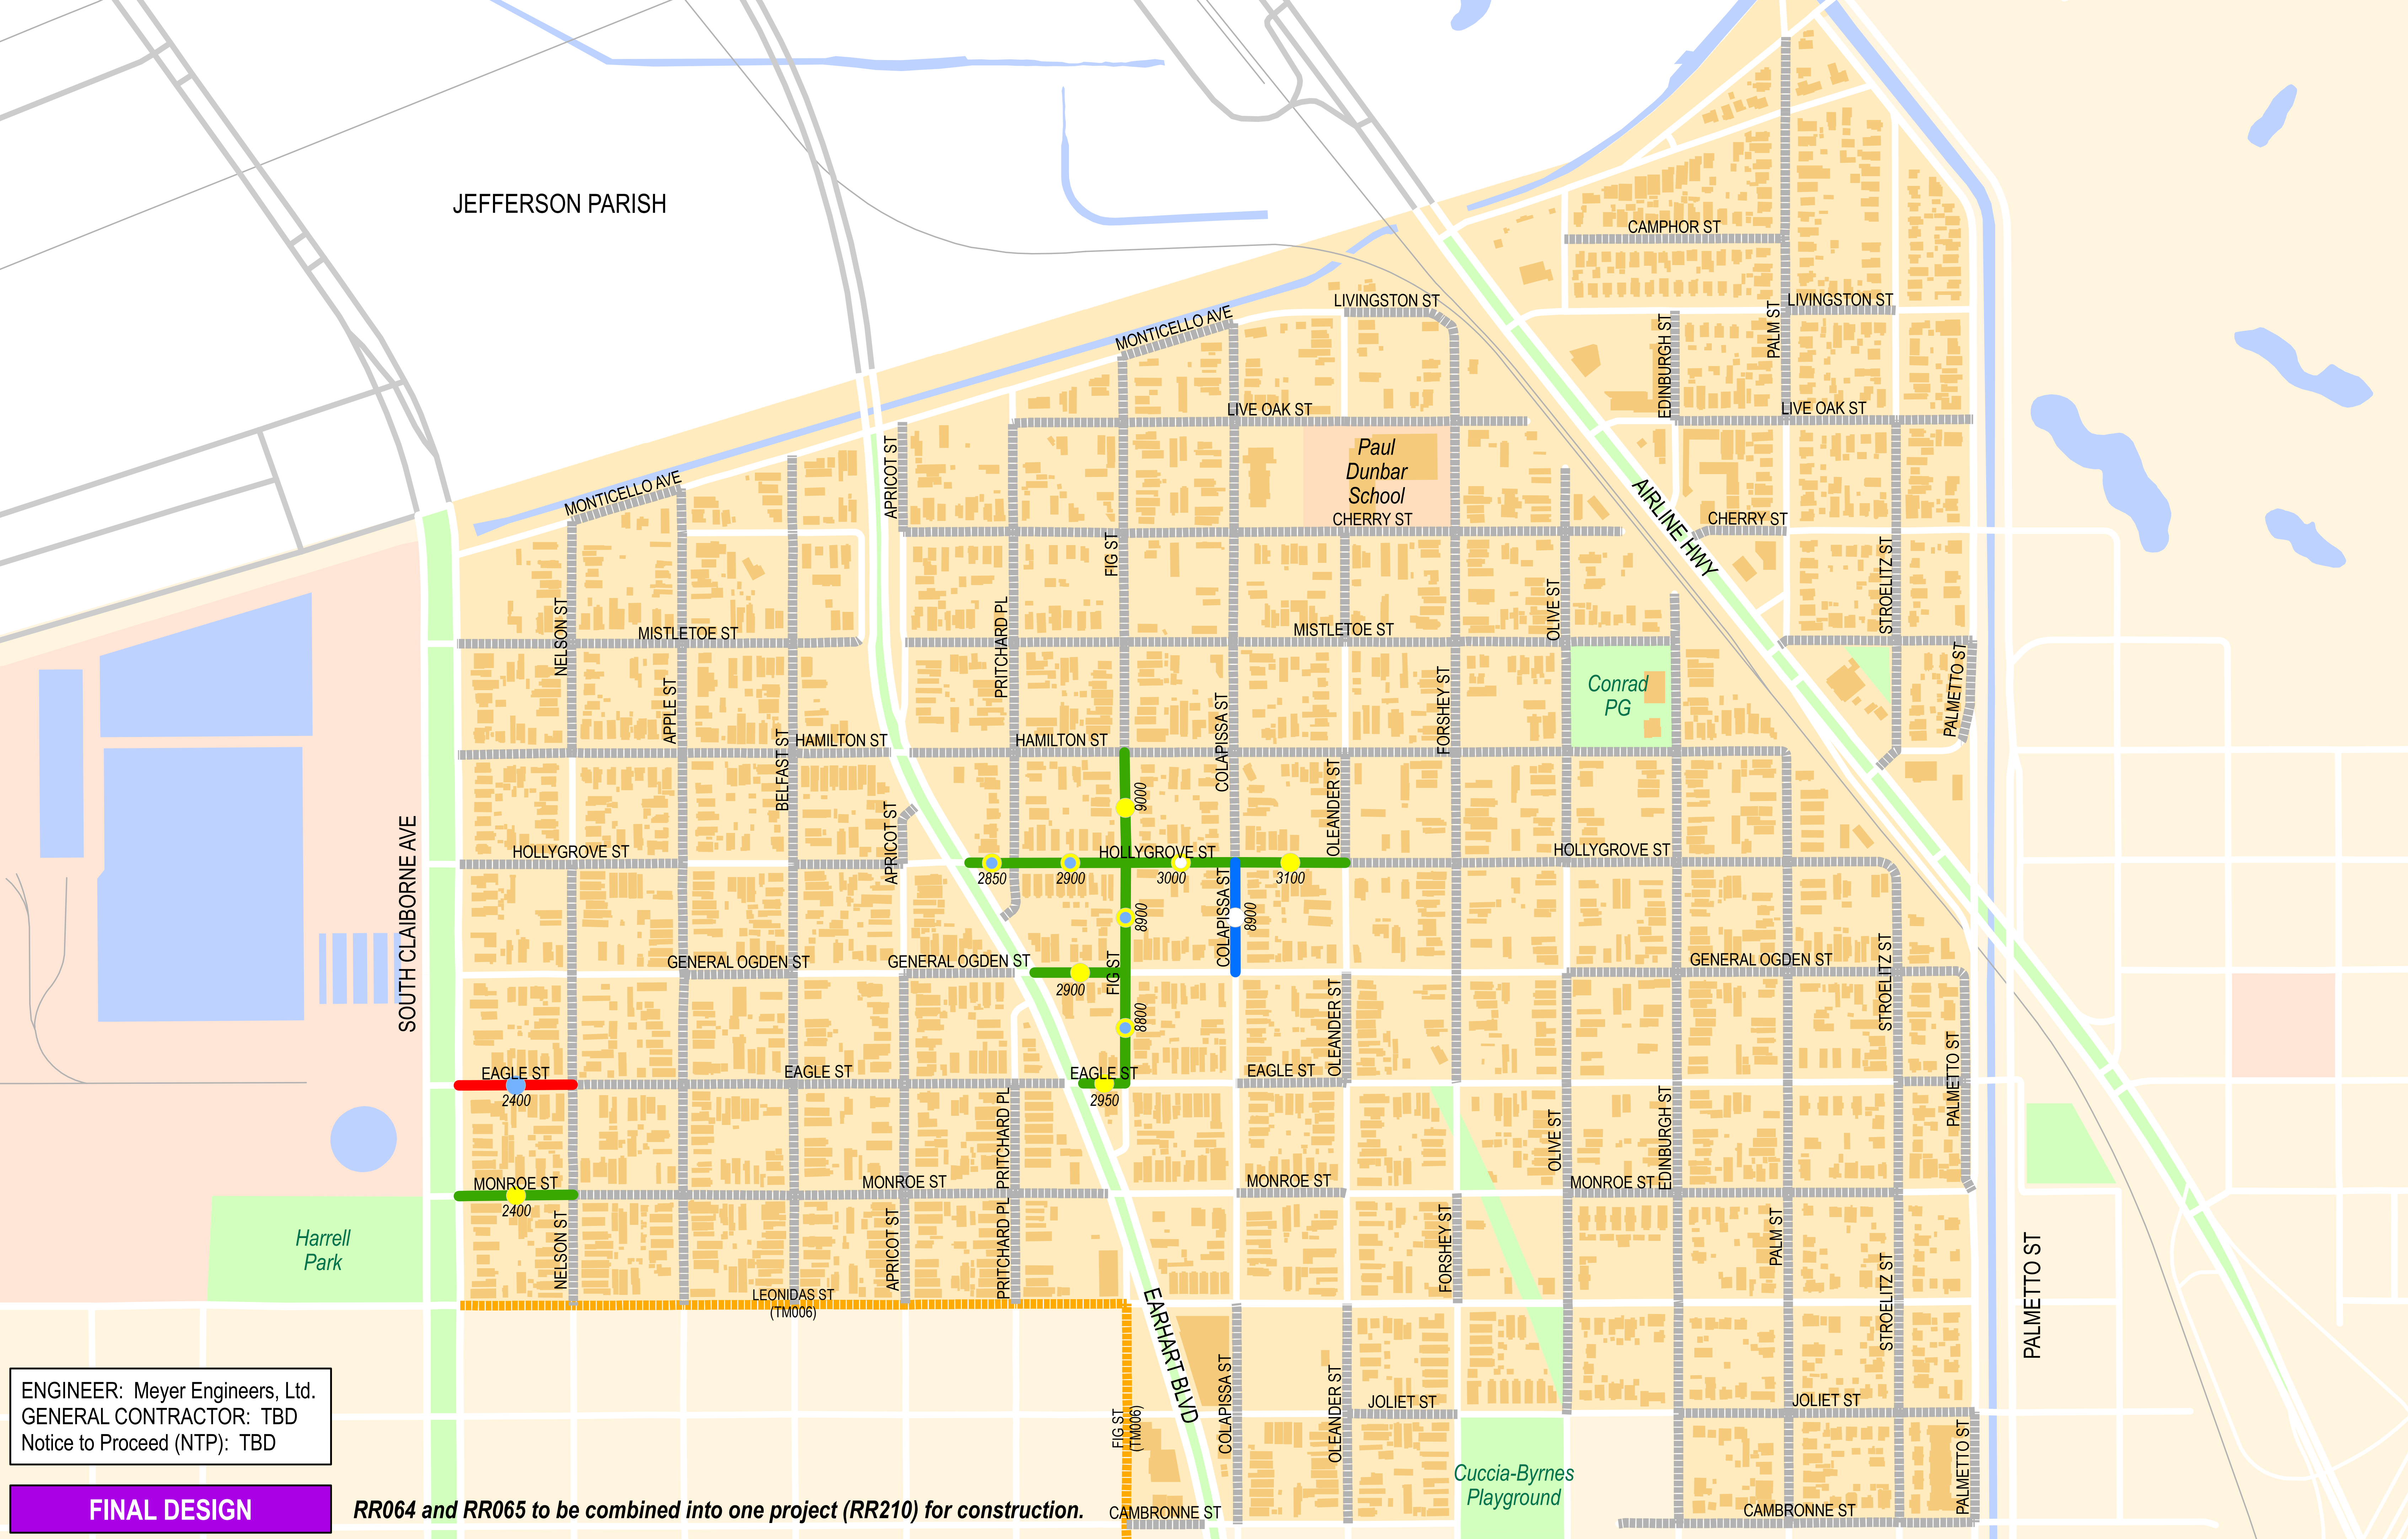 JEFFERSON PARISH
CAMPHOR ST
LIVINGSTON ST
LIVINGSTON ST
MONTICELLO AVE
EDINBURGH ST
PALM ST
LIVE OAK ST
LIVE OAK ST
APRICOT ST
Paul
Dunbar
School
MONTICELLO AVE
AIRLINE HWY
CHERRY ST
CHERRY ST
FIG ST
STROELITZ ST
OLIVE ST
NELSON ST
PRITCHARD PL
MISTLETOE ST
MISTLETOE ST
PALMETTO ST
APPLE ST
Conrad
PG
COLAPISSA ST
FORSHEY ST
BELFAST ST
HAMILTON ST
HAMILTON ST
OLEANDER ST
9000
APRICOT ST
SOUTH CLAIBORNE AVE
HOLLYGROVE ST
HOLLYGROVE ST
HOLLYGROVE ST
2850
2900
3000
3100
COLAPISSA ST
8900
8900
GENERAL OGDEN ST
GENERAL OGDEN ST
GENERAL OGDEN ST
FIG ST
2900
STROELITZ ST
OLEANDER ST
8800
EAGLE ST
EAGLE ST
EAGLE ST
EAGLE ST
2400
2950
PALMETTO ST
PRITCHARD PL
OLIVE ST
EDINBURGH ST
MONROE ST
MONROE ST
MONROE ST
MONROE ST
2400
NELSON ST
APRICOT ST
PRITCHARD PL
FORSHEY ST
PALM ST
Harrell
Park
STROELITZ ST
PALMETTO ST
LEONIDAS ST
(TM006)
EARHART BLVD
COLAPISSA ST
OLEANDER ST
JOLIET ST
JOLIET ST
FIG ST
(TM006)
PALMETTO ST
Cuccia-Byrnes
Playground
CAMBRONNE ST
CAMBRONNE ST
ENGINEER: Meyer Engineers, Ltd.
GENERAL CONTRACTOR: TBD
Notice to Proceed (NTP): TBD
FINAL DESIGN
RR064 and RR065 to be combined into one project (RR210) for construction.